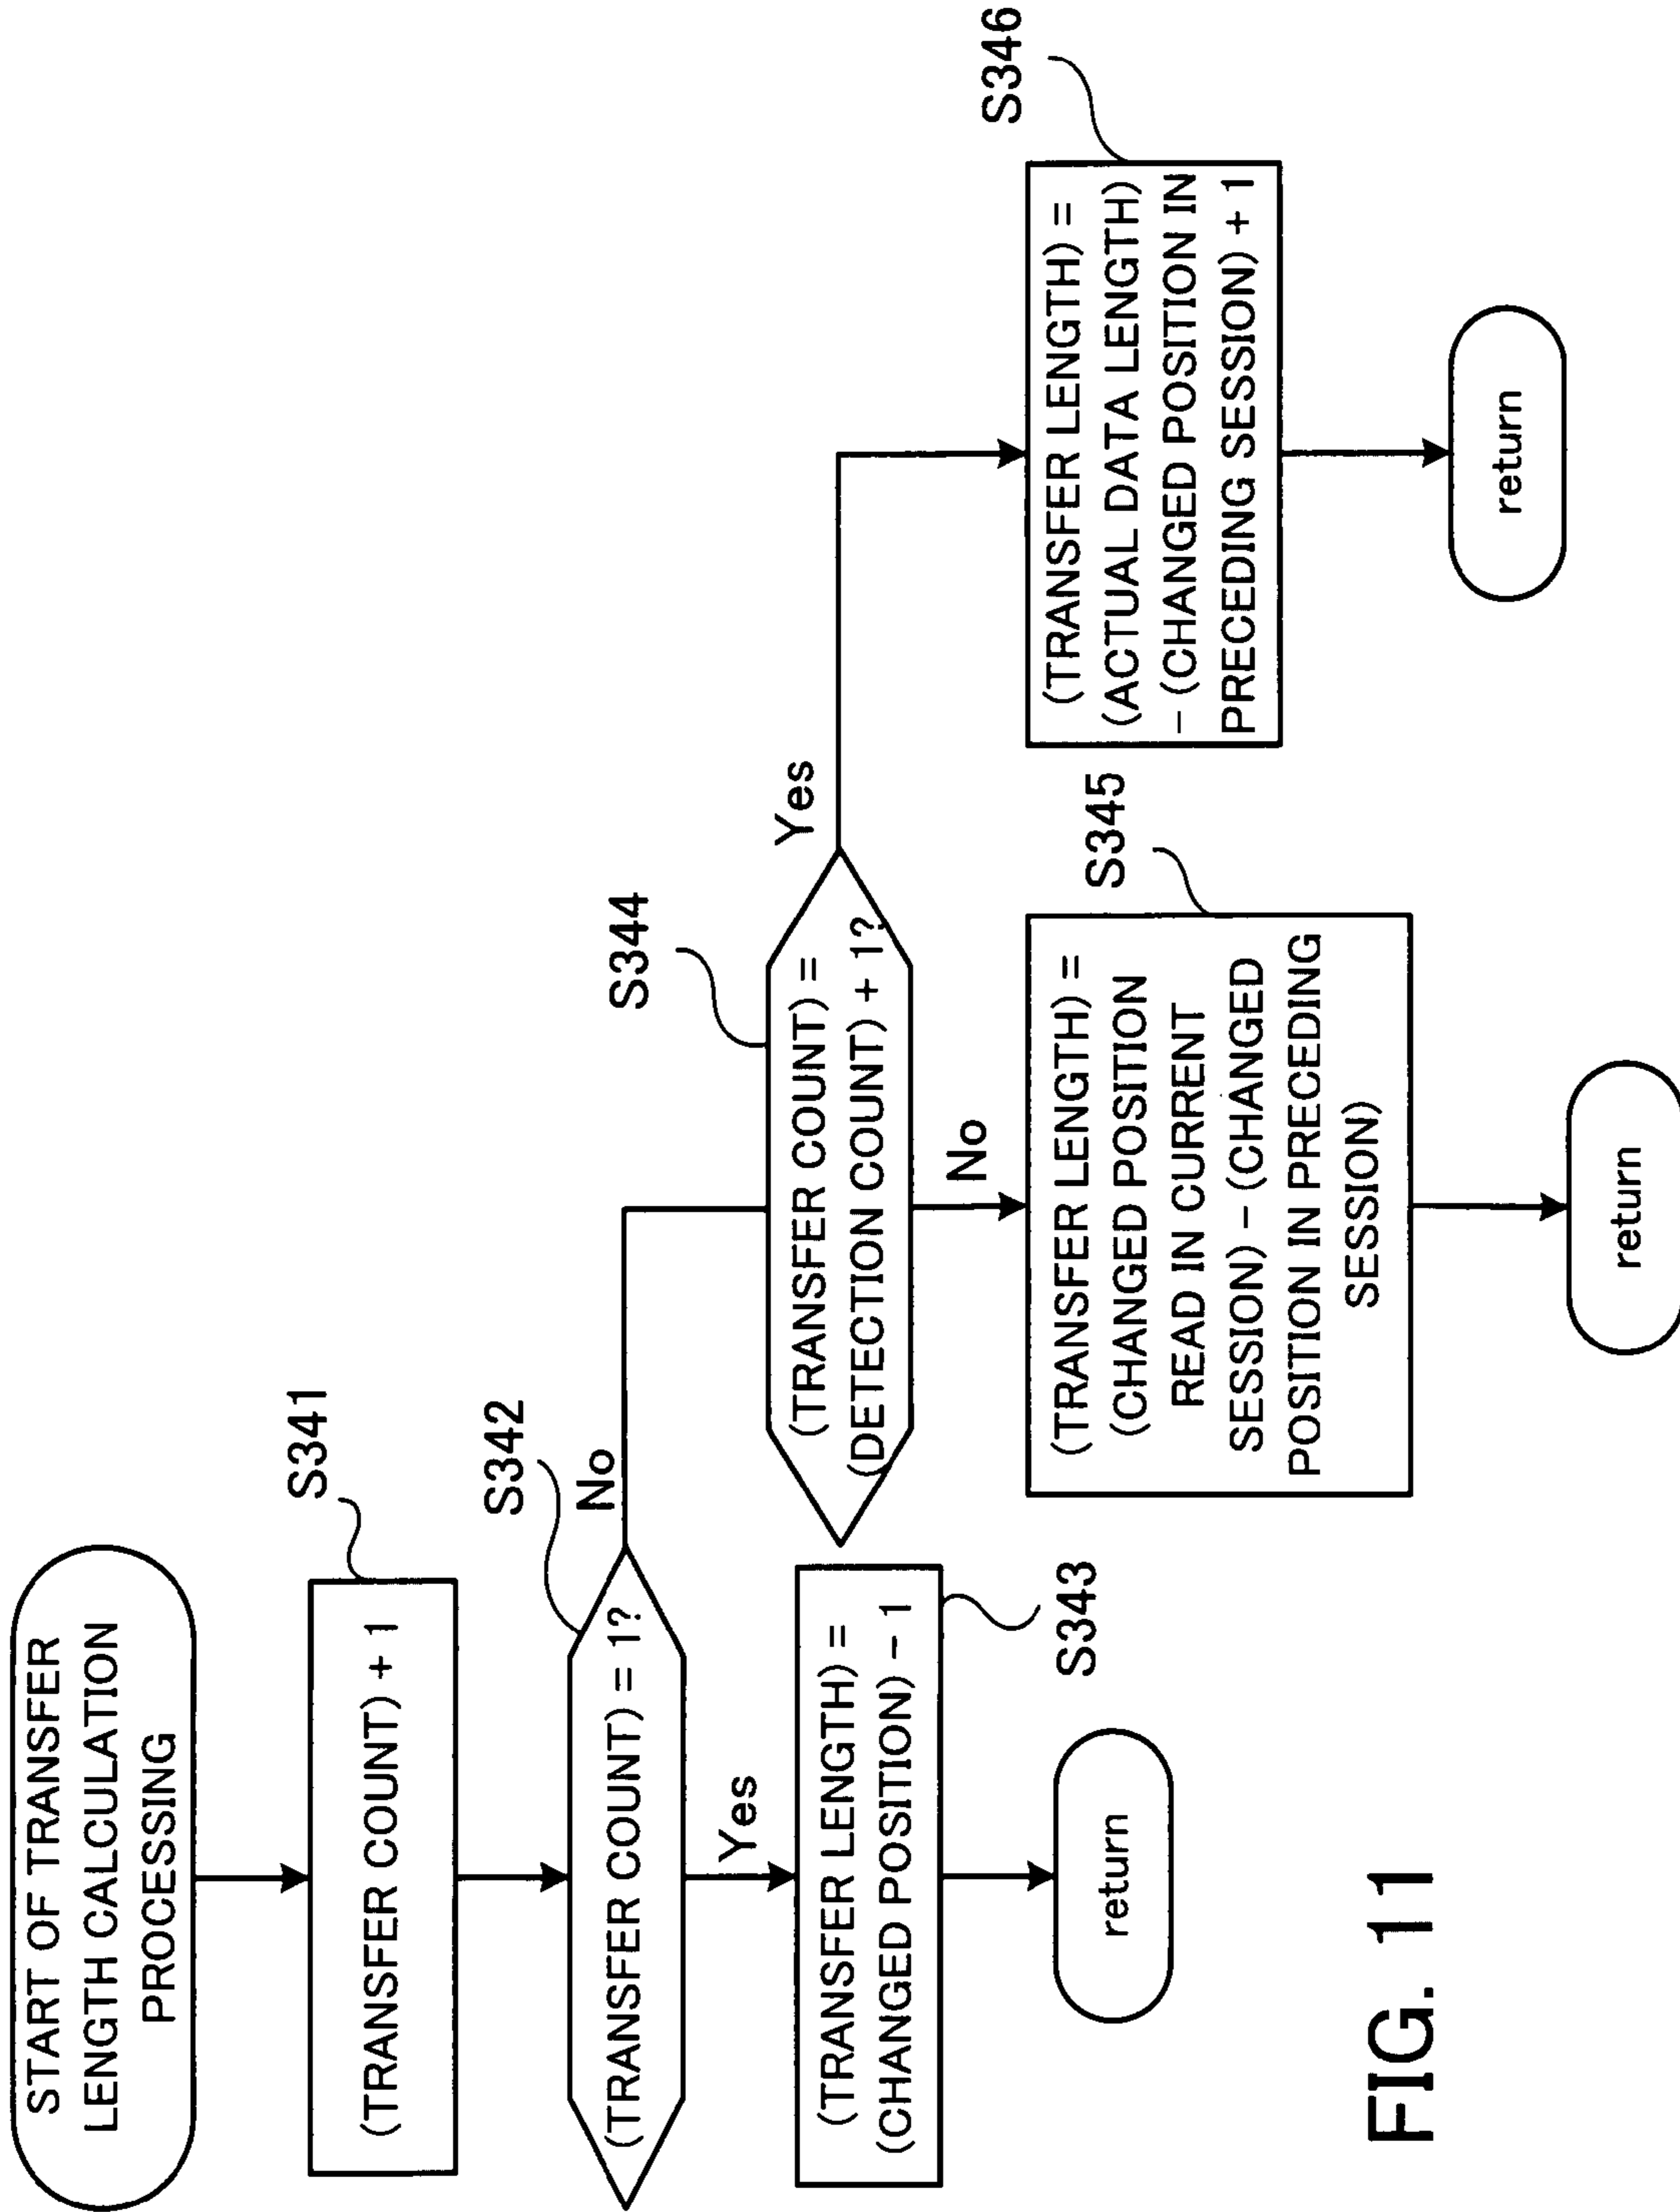 START OF TRANSFER
LENGTH CALCULATION
PROCESSING
S341
(TRANSFER COUNT) + 1
S342
(TRANSFER COUNT) = 1?
No
Yes
S343
(TRANSFER LENGTH) =
(CHANGED POSITION) - 1
return
S344
(TRANSFER COUNT) =
(DETECTION COUNT) + 1?
Yes
No
S345
(TRANSFER LENGTH) =
(CHANGED POSITION
READ IN CURRENT
SESSION) - (CHANGED
POSITION IN PRECEDING
SESSION)
return
S346
(TRANSFER LENGTH) =
(ACTUAL DATA LENGTH)
- (CHANGED POSITION IN
PRECEDING SESSION) + 1
return
FIG. 11